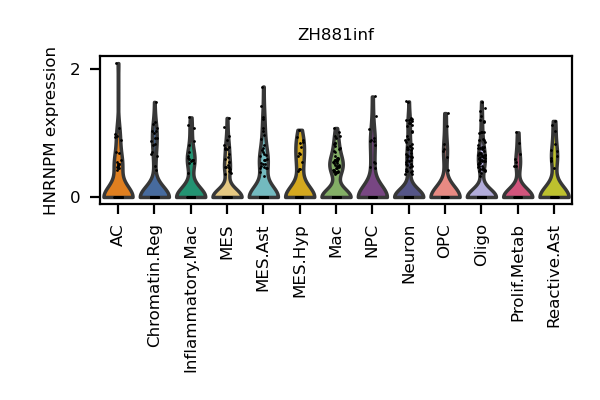 ZH881inf
HNRNPM expression
2
0
AC
Chromatin.Reg
Inflammatory.Mac
MES
MES.Ast
MES.Hyp
Mac
NPC
Neuron
OPC
Oligo
Prolif.Metab
Reactive.Ast